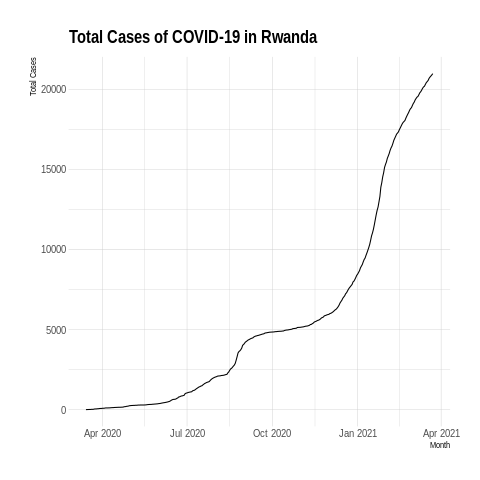 Total Cases of COVID-19 in Rwanda
Total Cases
20000
15000
10000
5000
0
Apr 2020 Jul 2020 Oct 2020 Jan 2021 Apr 2021
Month